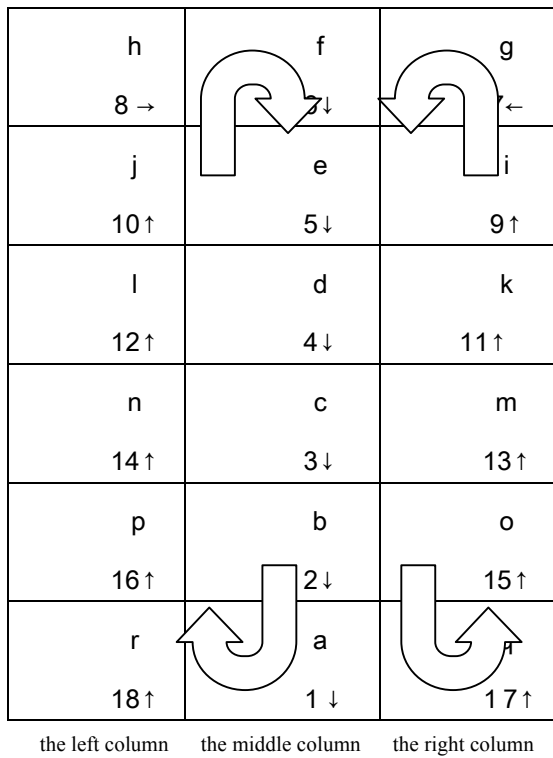 h f g
8→ ↓ ←
j e i
10↑ 5↓ 9↑
l d k
12↑ 4↓ 11↑
n c m
14↑ 3↓ 13↑
p b o
16↑ 2↓ 15↑
r a
18↑ 1↓ 17↑
the left column the middle column the right column